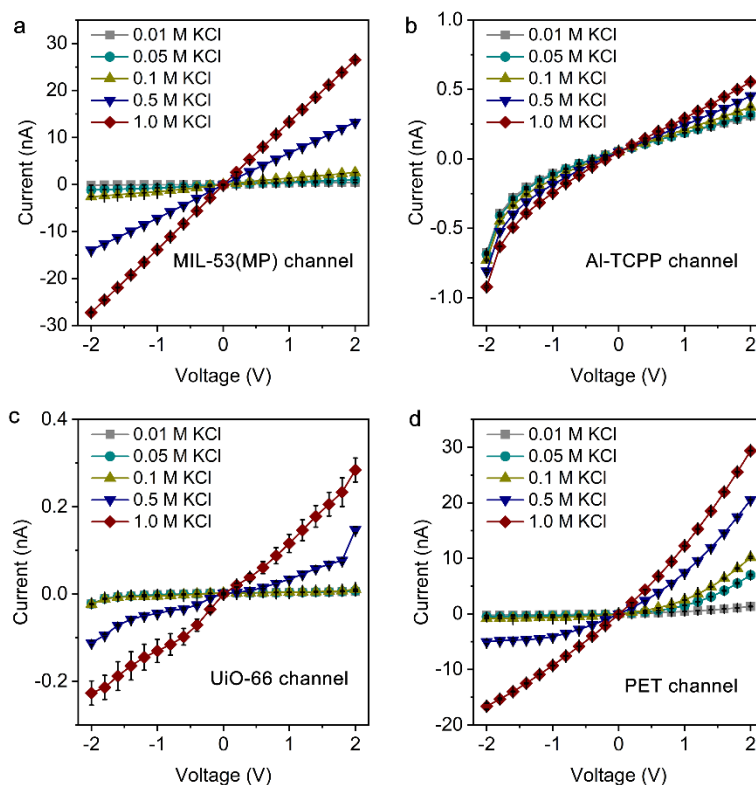 a
0.01 M KCl
0.05 M KCl
0.1 M KCl
0.5 M KCl
1.0 M KCl
30
20
10
0
-10
-20
-30
Current (nA)
MIL-53(MP) channel
-2 -1 0 1 2
Voltage (V)
b
0.01 M KCl
0.05 M KCl
0.1 M KCl
0.5 M KCl
1.0 M KCl
1.0
0.5
0.0
-0.5
-1.0
Current (nA)
Al-TCPP channel
-2 -1 0 1 2
Voltage (V)
c
0.01 M KCl
0.05 M KCl
0.1 M KCl
0.5 M KCl
1.0 M KCl
0.4
0.2
0.0
-0.2
Current (nA)
UiO-66 channel
-2 -1 0 1 2
Voltage (V)
d
0.01 M KCl
0.05 M KCl
0.1 M KCl
0.5 M KCl
1.0 M KCl
30
20
10
0
-10
-20
Current (nA)
PET channel
-2 -1 0 1 2
Voltage (V)